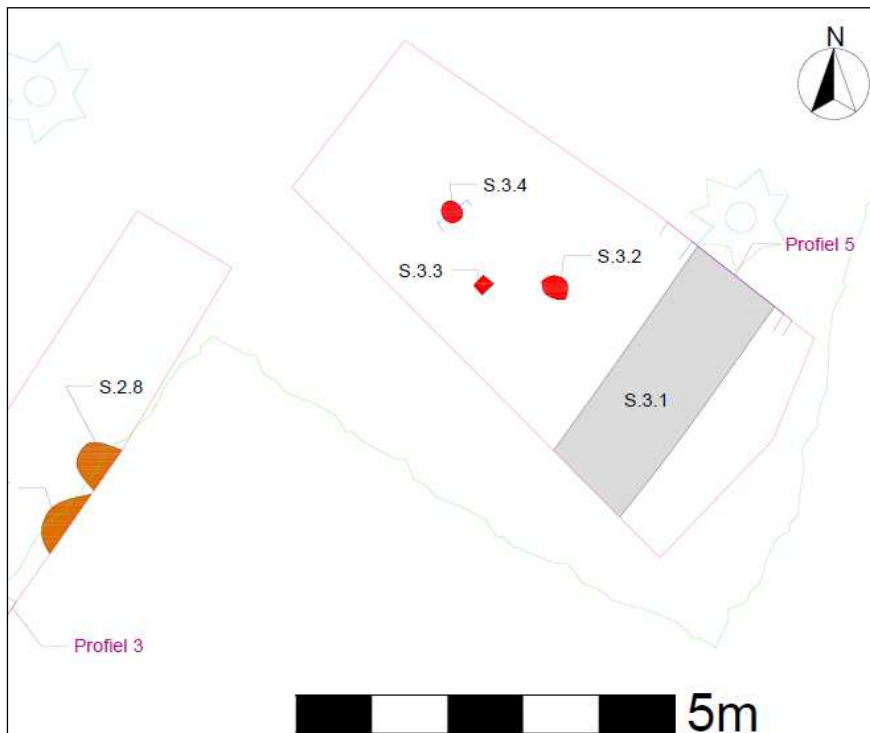 N
S.3.4
Profiel 5
S.3.2
S.3.3
S.2.8
S.3.1
Profiel 3
5m